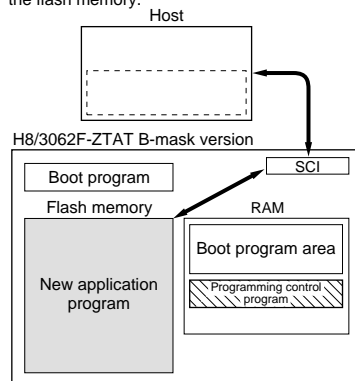 the flash memory.
Host
H8/3062F-ZTAT B-mask version
SCI
Boot program
Flash memory
RAM
Boot program area
New application
program
Programming control
program